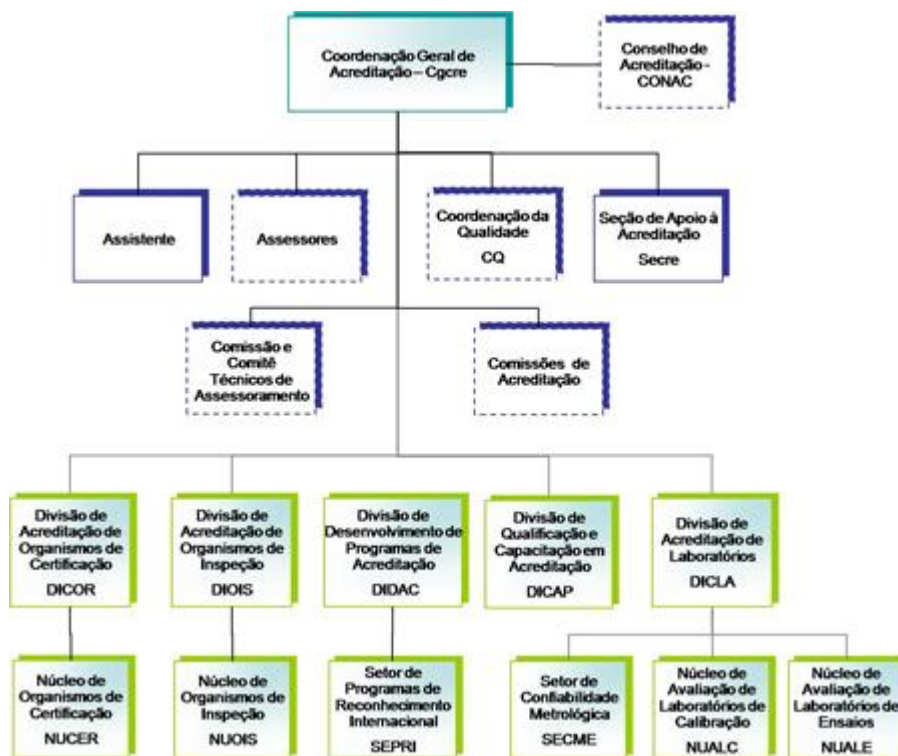 Coordenação Geral de
Acreditação – Cgcre
Conselho de
Acreditação -
CONAC
Assistente
Assessores
Coordenação da
Qualidade
CQ
Seção de Apoio à
Acreditação
Secre
Comissão e
Comitê
Técnicos de
Assessoramento
Comissões de
Acreditação
Divisão de
Acreditação de
Organismos de
Certificação
DICOR
Divisão de
Acreditação de
Organismos de
Inspeção
DIOIS
Divisão de
Desenvolvimento de
Programas de
Acreditação
DIDAC
Divisão de
Qualificação e
Capacitação em
Acreditação
DICAP
Divisão de
Acreditação de
Laboratórios
DICLA
Núcleo de
Organismos de
Certificação
NUCER
Núcleo de
Organismos de
Inspeção
NUOIS
Setor de
Programas de
Reconhecimento
Internacional
SEPRI
Setor de
Confiabilidade
Metrológica
SECME
Núcleo de
Avaliação de
Laboratórios de
Calibração
NUALC
Núcleo de
Avaliação de
Laboratórios de
Ensaios
NUALE